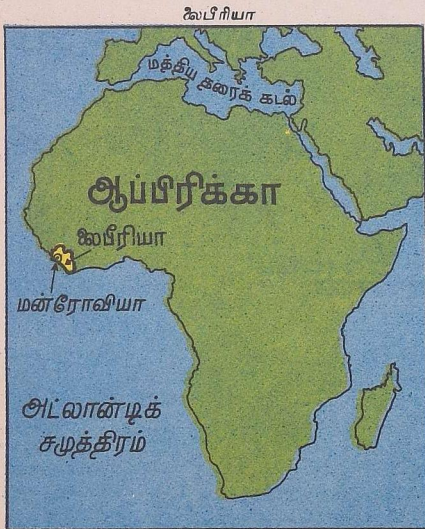 லைபீரியா
மத்திய தரைக் கடல்
ஆப்பிரிக்கா
லைபீரியா
மன்ரோவியா
அட்லாண்டிக்
சமுத்திரம்